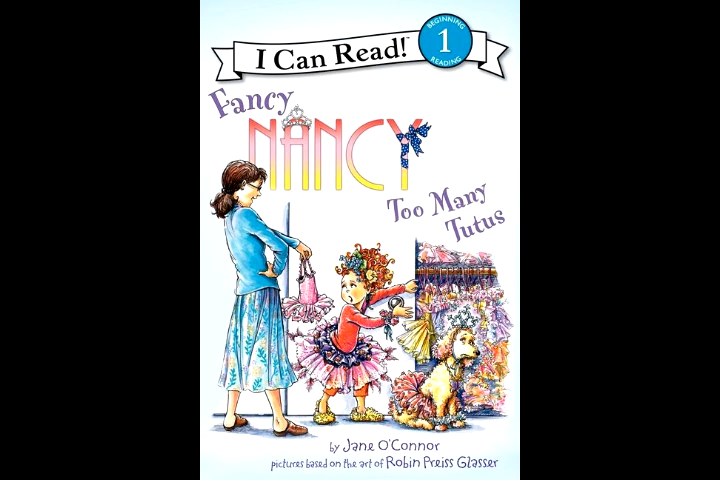 I Can Read!™
BEGINNING
1
READING
Fancy
NANCY
Too Many
Tutus
by Jane O'Connor
pictures based on the art of Robin Preiss Glasser